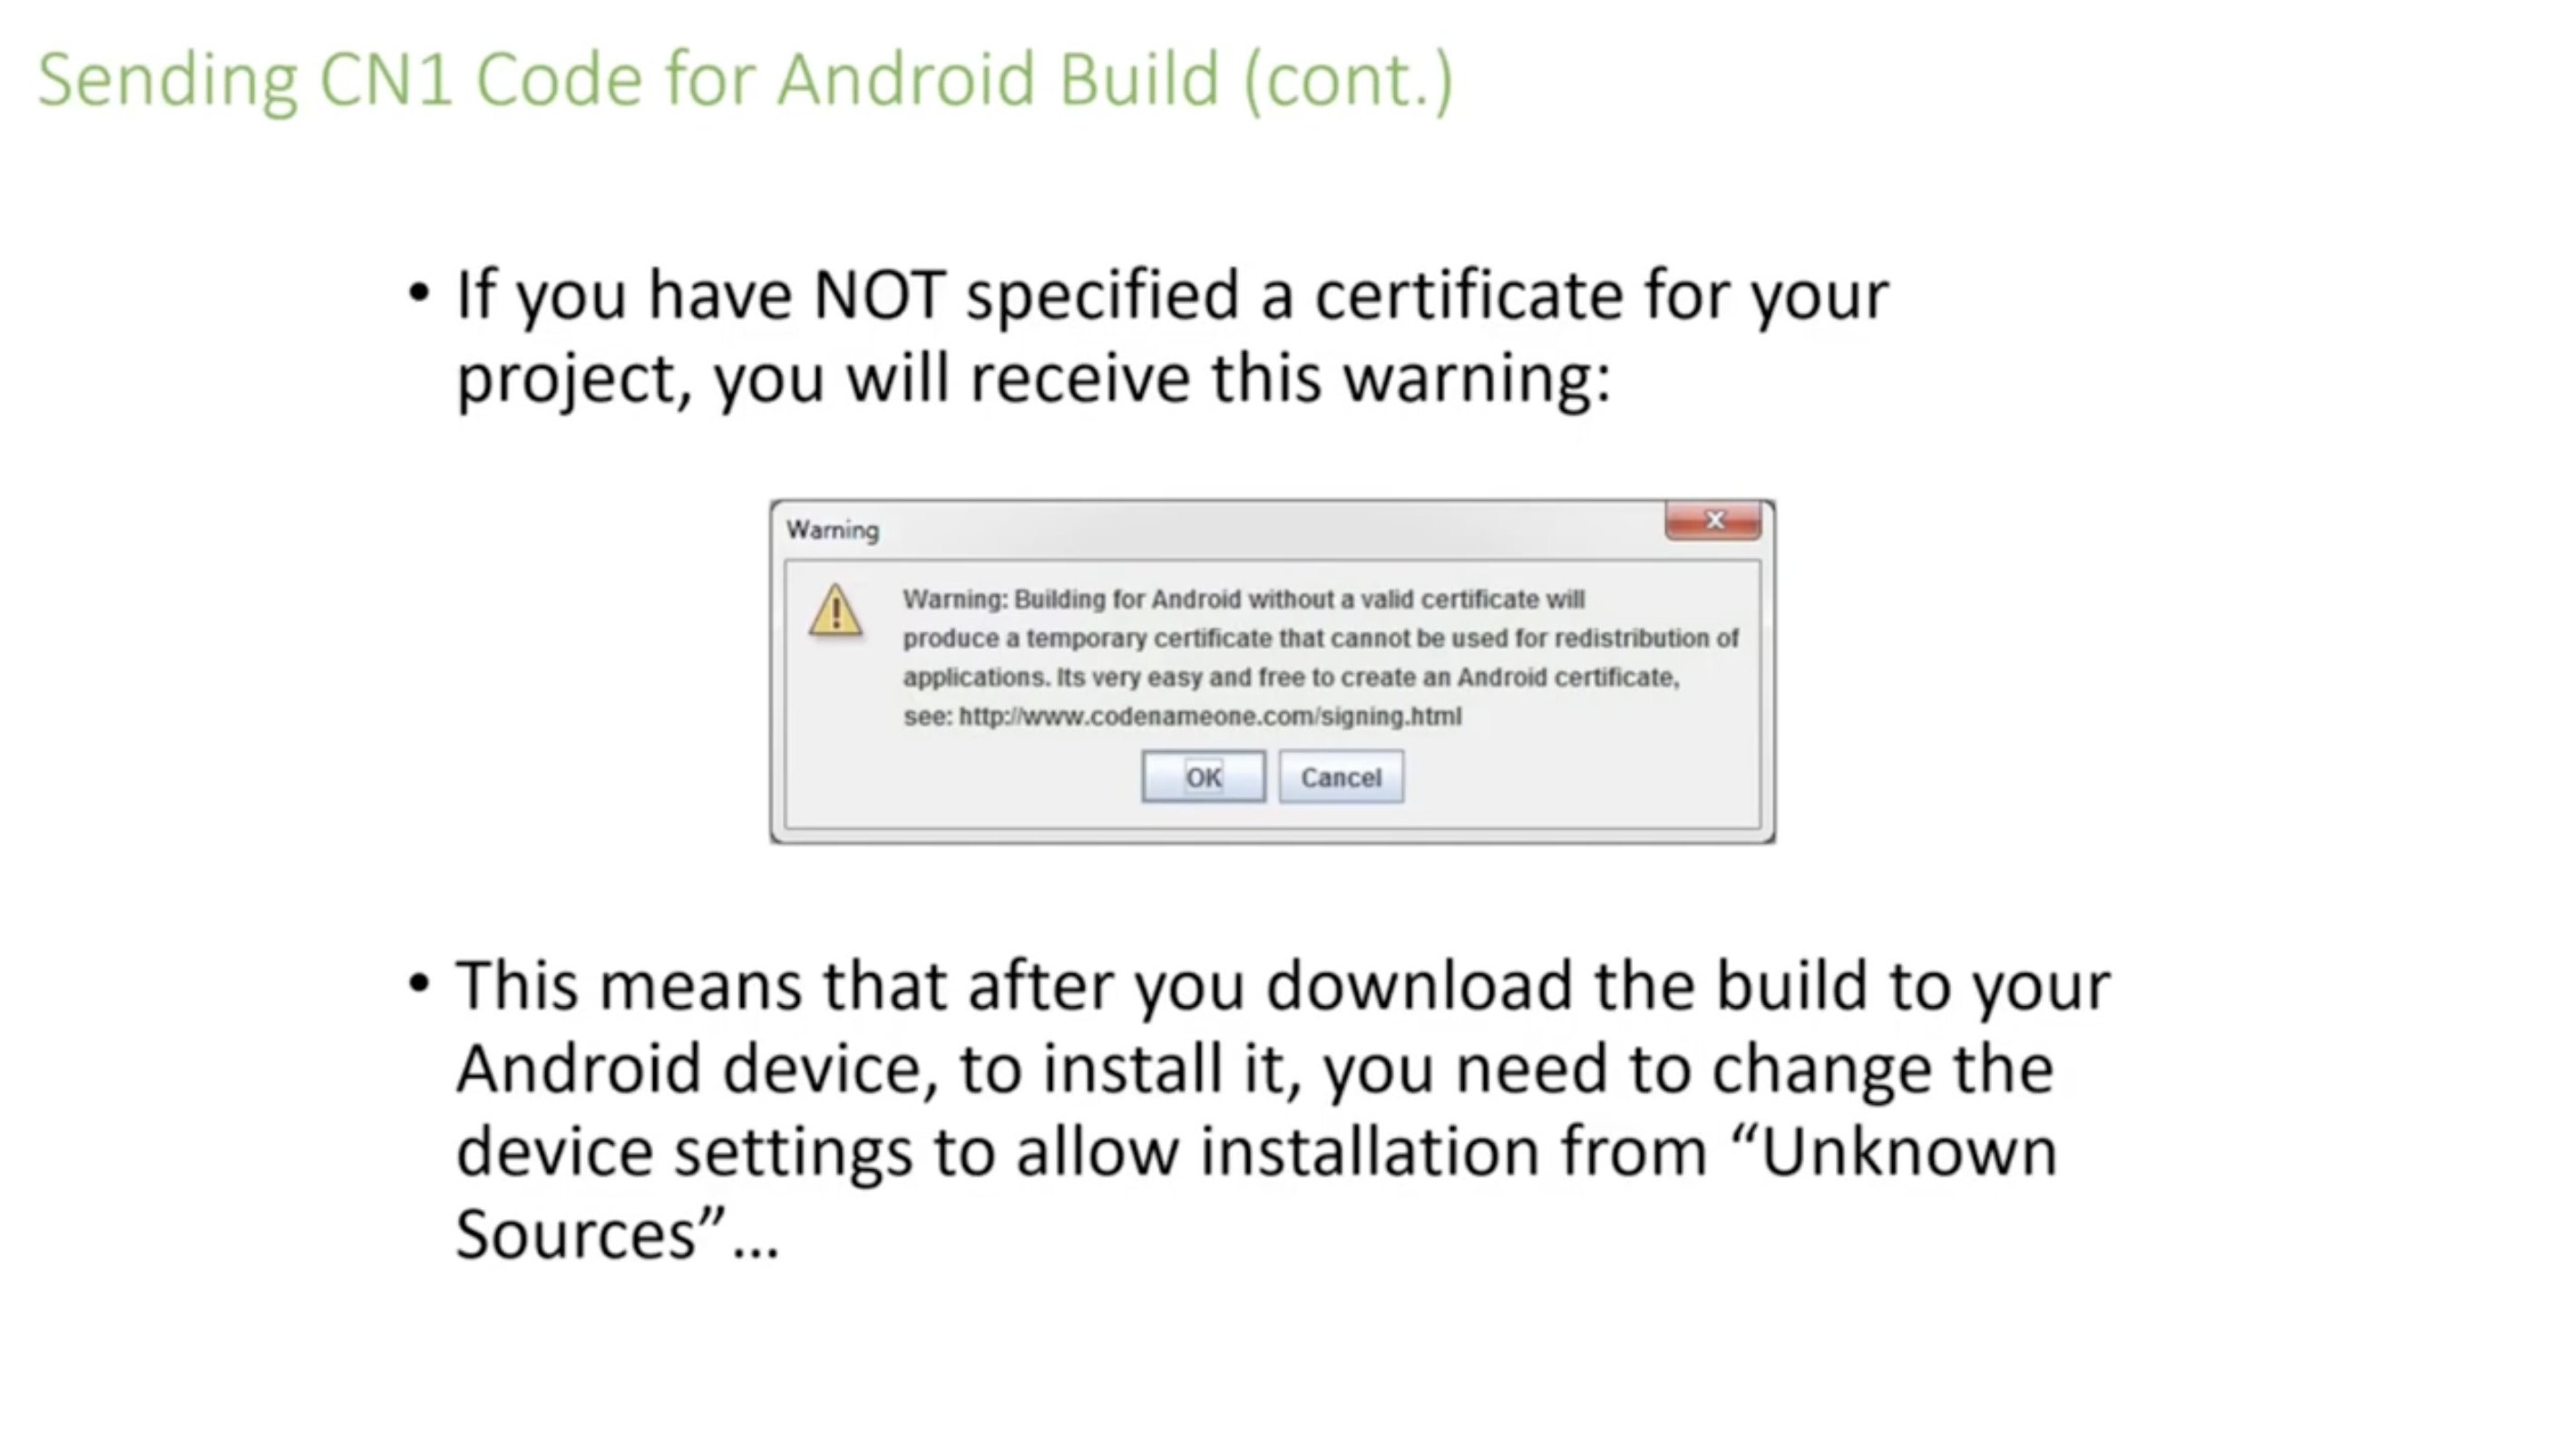 Sending CN1 Code for Android Build (cont.)
• If you have NOT specified a certificate for your
project, you will receive this warning:
Warning
x
Warning: Building for Android without a valid certificate will
produce a temporary certificate that cannot be used for redistribution of
applications. Its very easy and free to create an Android certificate,
see: http://www.codenameone.com/signing.html
OK Cancel
• This means that after you download the build to your
Android device, to install it, you need to change the
device settings to allow installation from “Unknown
Sources”…